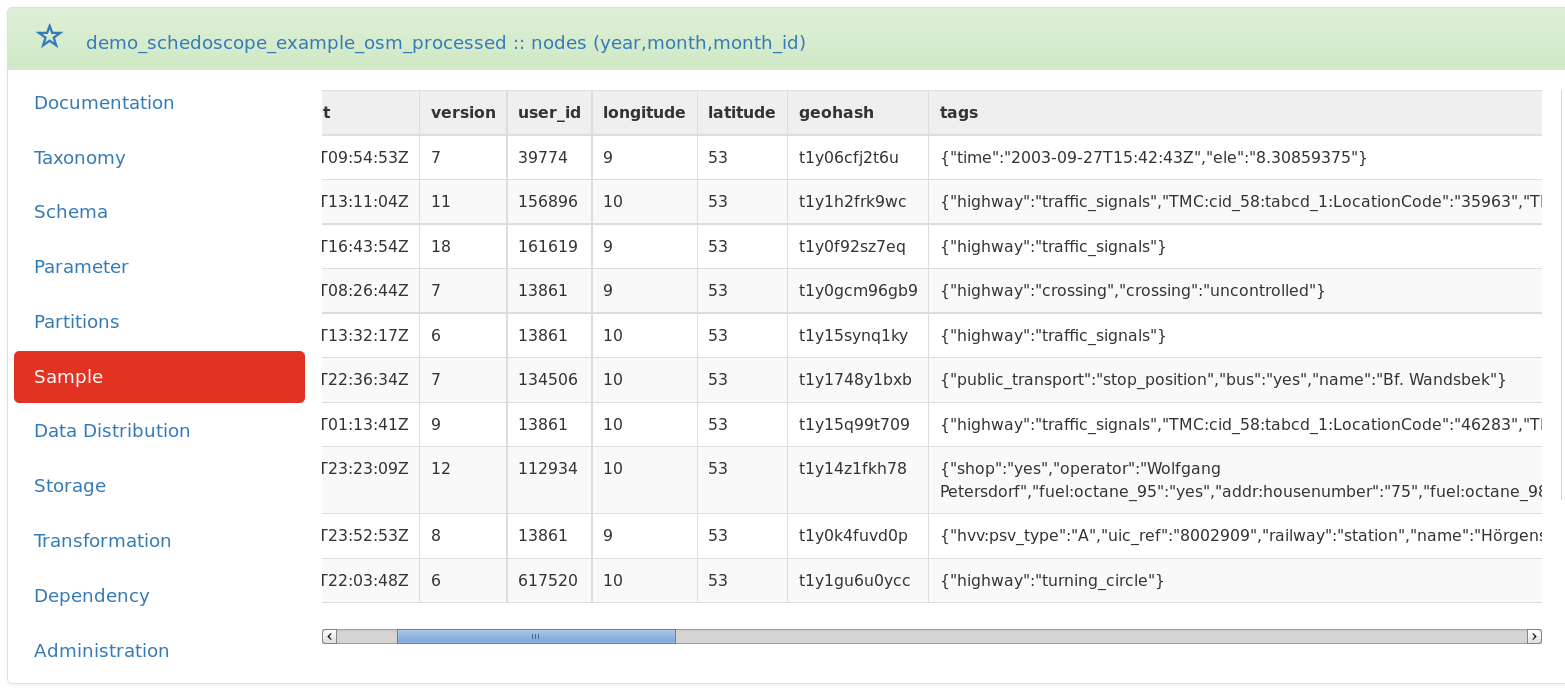 demo_schedoscope_example_osm_processed :: nodes (year,month,month_id)
Documentation
Taxonomy
Schema
Parameter
Partitions
Sample
Data Distribution
Storage
Transformation
Dependency
Administration
t version user_id longitude latitude geohash tags
T09:54:53Z 7 39774 9 53 t1y06cfj2t6u {"time":"2003-09-27T15:42:43Z","ele":"8.30859375"}
T13:11:04Z 11 156896 10 53 t1y1h2frk9wc {"highway":"traffic_signals","TMC:cid_58:tabcd_1:LocationCode":"35963","T
T16:43:54Z 18 161619 9 53 t1y0f92sz7eq {"highway":"traffic_signals"}
T08:26:44Z 7 13861 9 53 t1y0gcm96gb9 {"highway":"crossing","crossing":"uncontrolled"}
T13:32:17Z 6 13861 10 53 t1y15synq1ky {"highway":"traffic_signals"}
T22:36:34Z 7 134506 10 53 t1y1748y1bxb {"public_transport":"stop_position","bus":"yes","name":"Bf. Wandsbek"}
T01:13:41Z 9 13861 10 53 t1y15q99t709 {"highway":"traffic_signals","TMC:cid_58:tabcd_1:LocationCode":"46283","T
T23:23:09Z 12 112934 10 53 t1y14z1fkh78 {"shop":"yes","operator":"Wolfgang
Petersdorf","fuel:octane_95":"yes","addr:housenumber":"75","fuel:octane_98
T23:52:53Z 8 13861 9 53 t1y0k4fuvd0p {"hvv:psv_type":"A","uic_ref":"8002909","railway":"station","name":"Hörgens
T22:03:48Z 6 617520 10 53 t1y1gu6u0ycc {"highway":"turning_circle"}